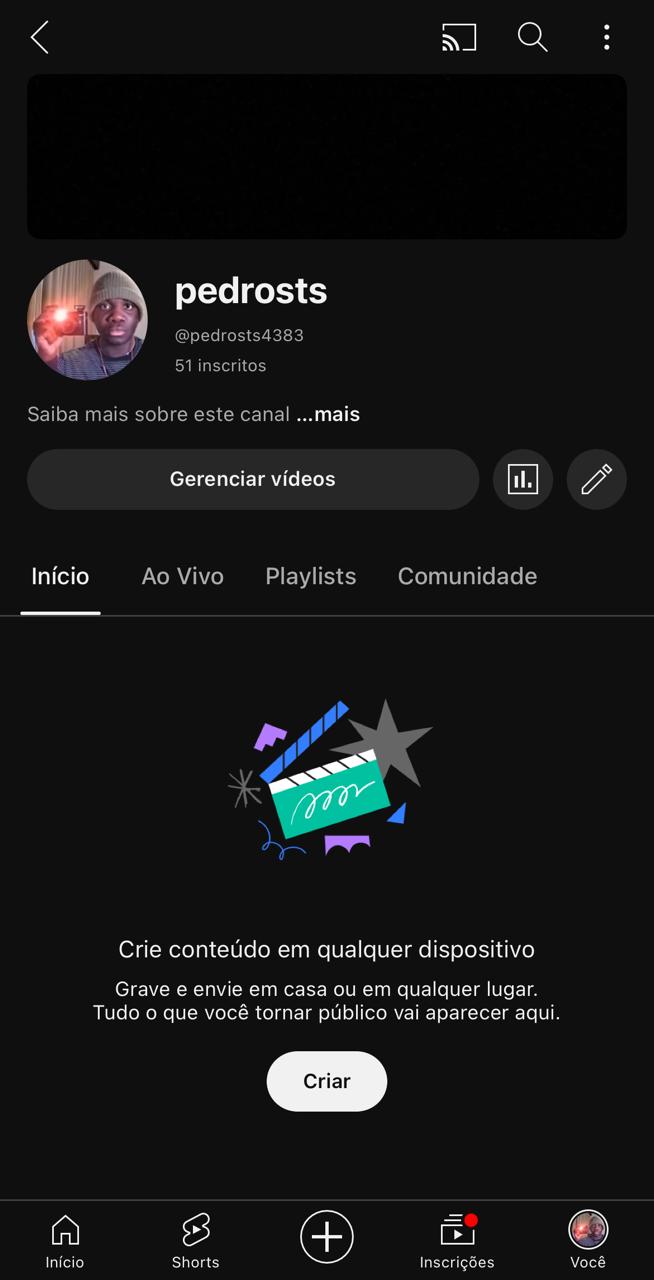 pedrosts
@pedrosts4383
51 inscritos
Saiba mais sobre este canal ...mais
Gerenciar vídeos
Início Ao Vivo Playlists Comunidade
Crie conteúdo em qualquer dispositivo
Grave e envie em casa ou em qualquer lugar.
Tudo o que você tornar público vai aparecer aqui.
Criar
Início Shorts Inscrições Você